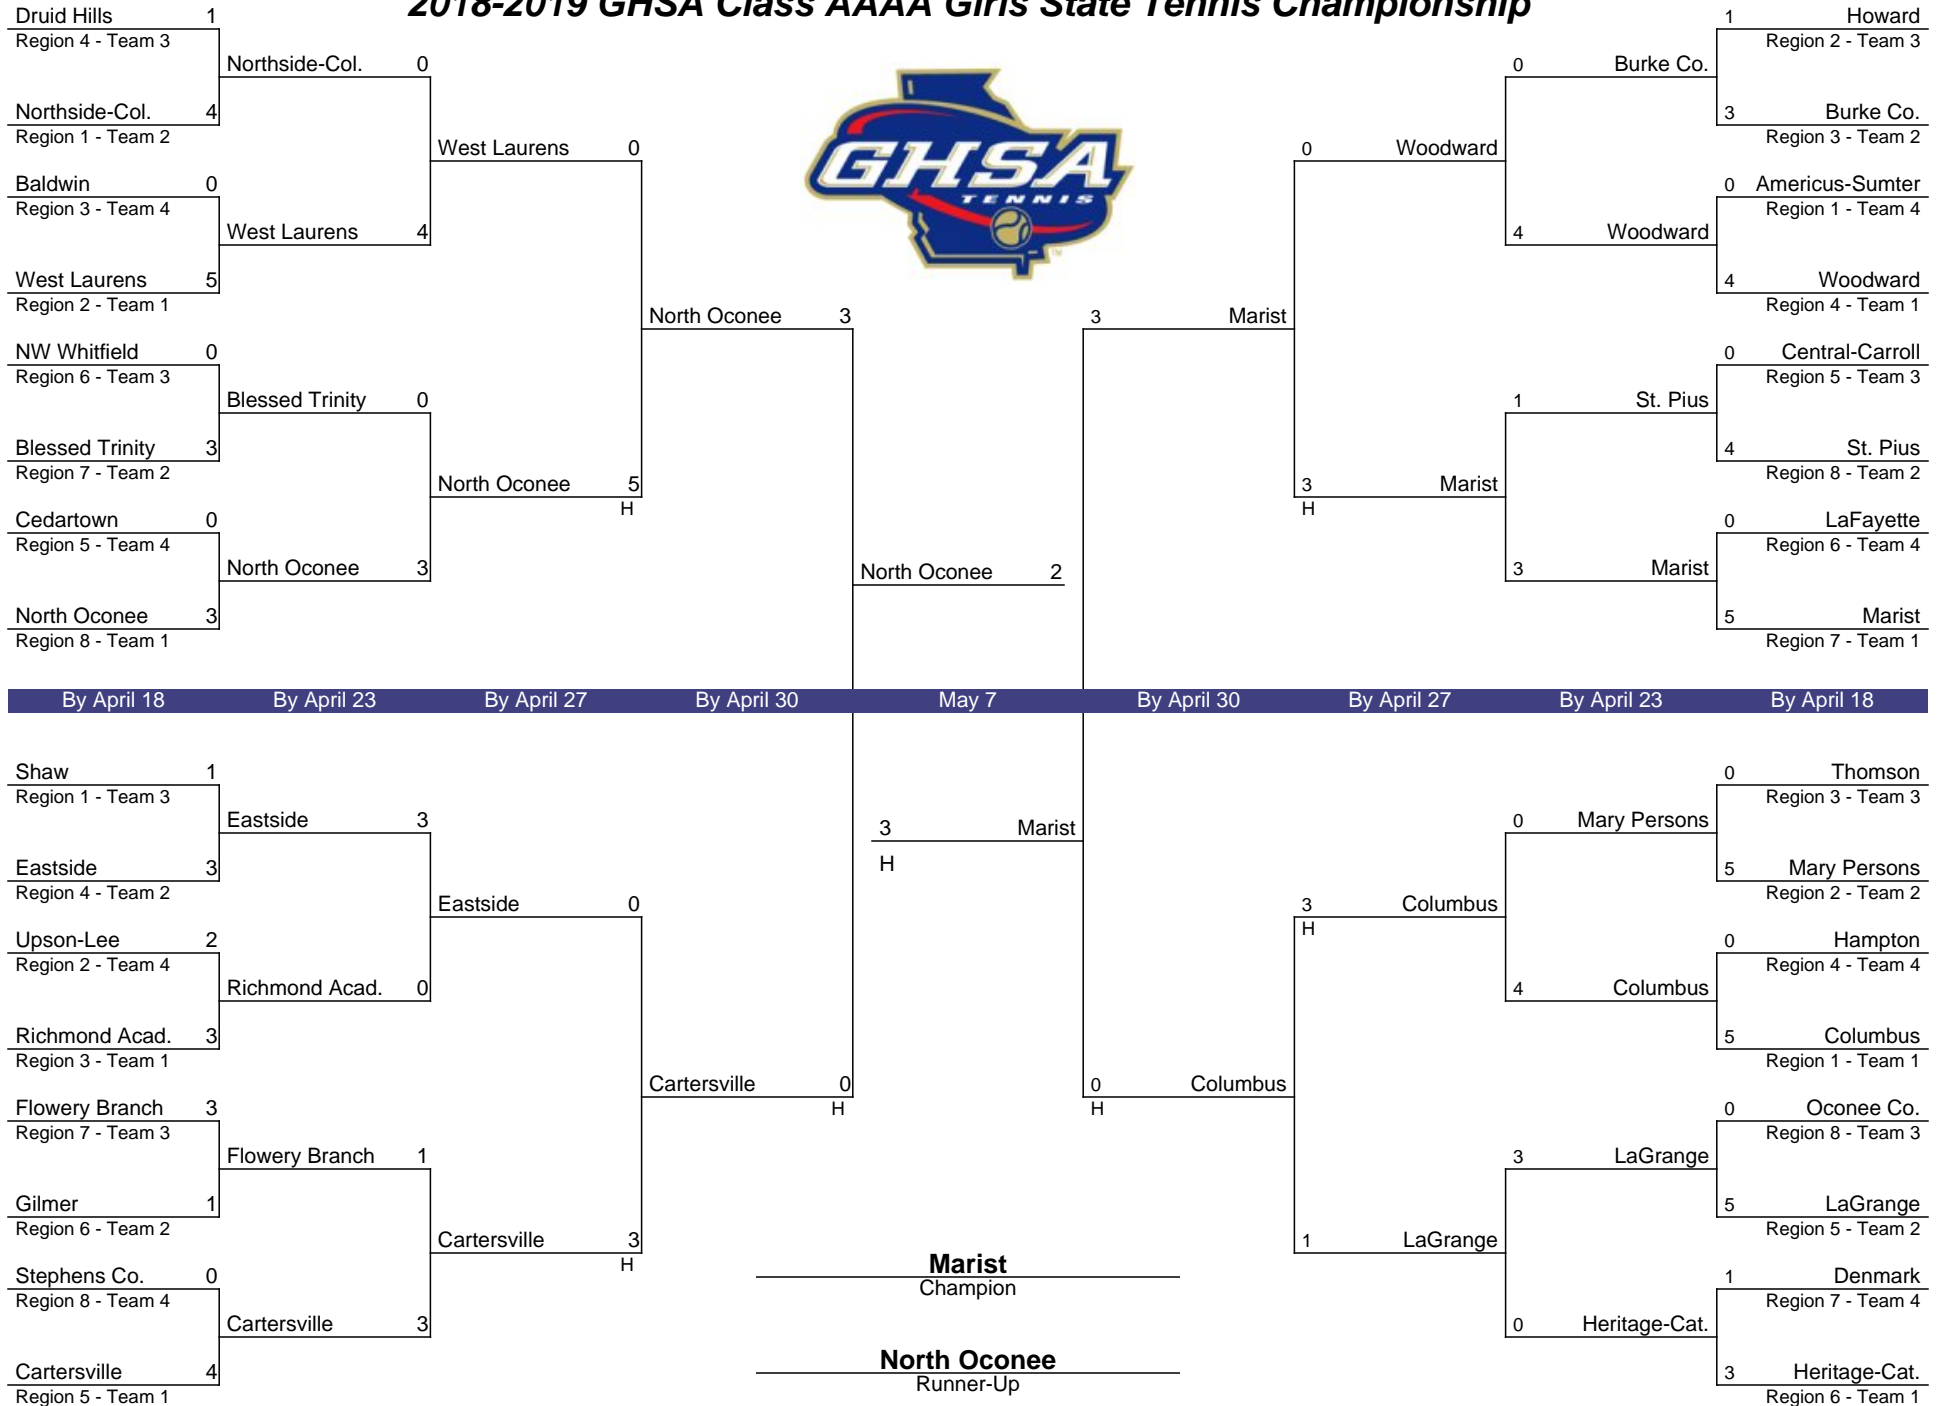 2018-2019 GHSA Class AAAA Girls State Tennis Championship
GHSA
TENNIS
TM
Druid Hills 1
Region 4 - Team 3
Northside-Col. 4
Region 1 - Team 2
Baldwin 0
Region 3 - Team 4
West Laurens 5
Region 2 - Team 1
NW Whitfield 0
Region 6 - Team 3
Blessed Trinity 3
Region 7 - Team 2
Cedartown 0
Region 5 - Team 4
North Oconee 3
Region 8 - Team 1
Northside-Col. 0
West Laurens 4
Blessed Trinity 0
North Oconee 3
West Laurens 0
North Oconee 5
H
North Oconee 3
North Oconee 2
3 Marist
0 Woodward
3 Marist
H
0 Burke Co.
4 Woodward
1 St. Pius
3 Marist
1 Howard
Region 2 - Team 3
3 Burke Co.
Region 3 - Team 2
0 Americus-Sumter
Region 1 - Team 4
4 Woodward
Region 4 - Team 1
0 Central-Carroll
Region 5 - Team 3
4 St. Pius
Region 8 - Team 2
0 LaFayette
Region 6 - Team 4
5 Marist
Region 7 - Team 1
By April 18 By April 23 By April 27 By April 30 May 7 By April 30 By April 27 By April 23 By April 18
Shaw 1
Region 1 - Team 3
Eastside 3
Region 4 - Team 2
Upson-Lee 2
Region 2 - Team 4
Richmond Acad. 3
Region 3 - Team 1
Flowery Branch 3
Region 7 - Team 3
Gilmer 1
Region 6 - Team 2
Stephens Co. 0
Region 8 - Team 4
Cartersville 4
Region 5 - Team 1
Eastside 3
Richmond Acad. 0
Flowery Branch 1
Cartersville 3
Eastside 0
Cartersville 3
H
Cartersville 0
H
3 Marist
H
0 Columbus
H
3 Columbus
H
1 LaGrange
0 Mary Persons
4 Columbus
3 LaGrange
0 Heritage-Cat.
0 Thomson
Region 3 - Team 3
5 Mary Persons
Region 2 - Team 2
0 Hampton
Region 4 - Team 4
5 Columbus
Region 1 - Team 1
0 Oconee Co.
Region 8 - Team 3
5 LaGrange
Region 5 - Team 2
1 Denmark
Region 7 - Team 4
3 Heritage-Cat.
Region 6 - Team 1
Marist
Champion
North Oconee
Runner-Up